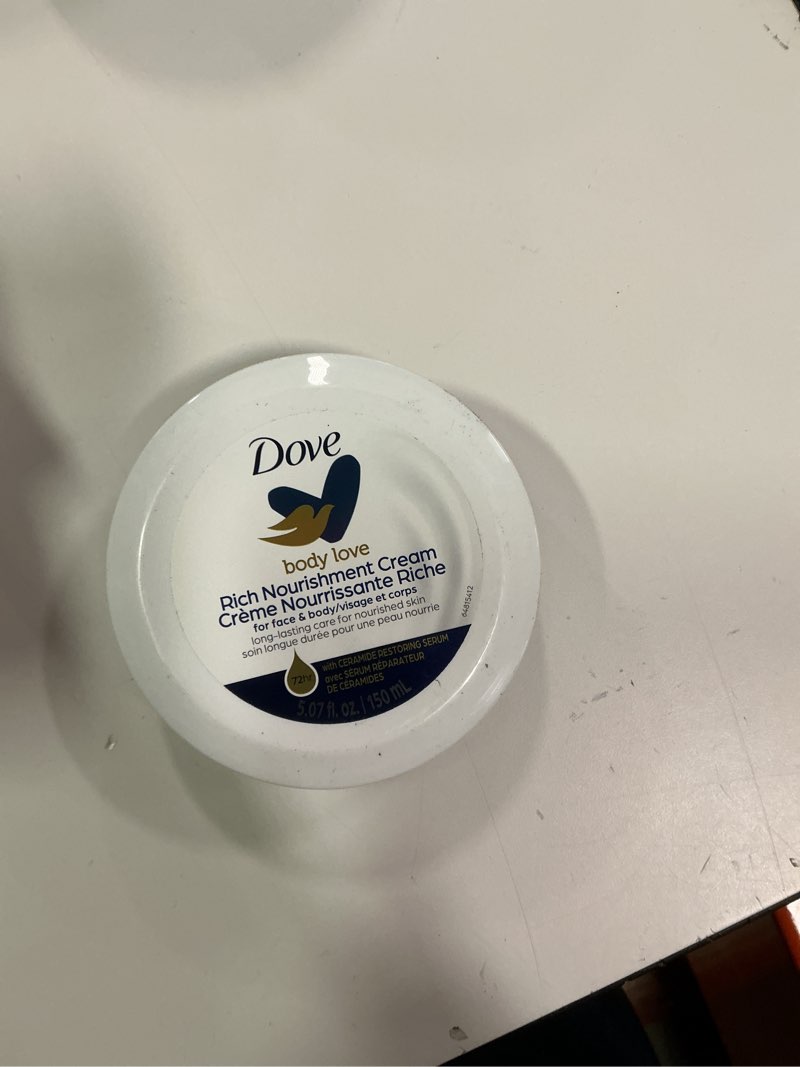 Dove
body love
Rich Nourishment Cream
Crème Nourrissante Riche
for face & body/visage et corps
long-lasting care for nourished skin
soin longue durée pour une peau nourrie
64815412
72hr
with CERAMIDE RESTORING SERUM
avec SÉRUM RÉPARATEUR
DE CÉRAMIDES
5.07 fl. oz. | 150 mL